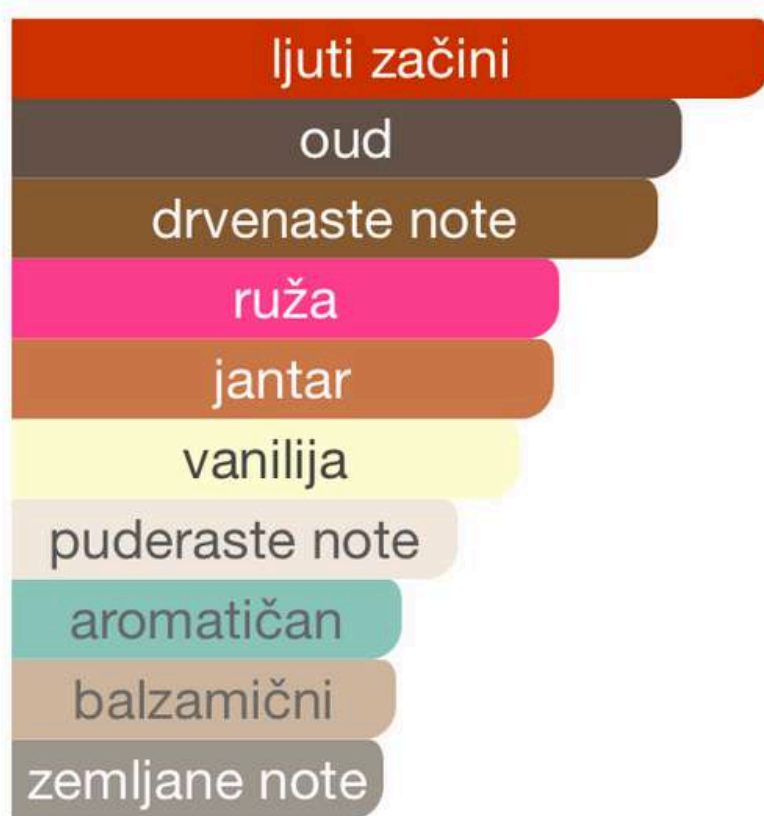 ljuti začini
oud
drvenaste note
ruža
jantar
vanilija
puderaste note
aromatičan
balzamični
zemljane note